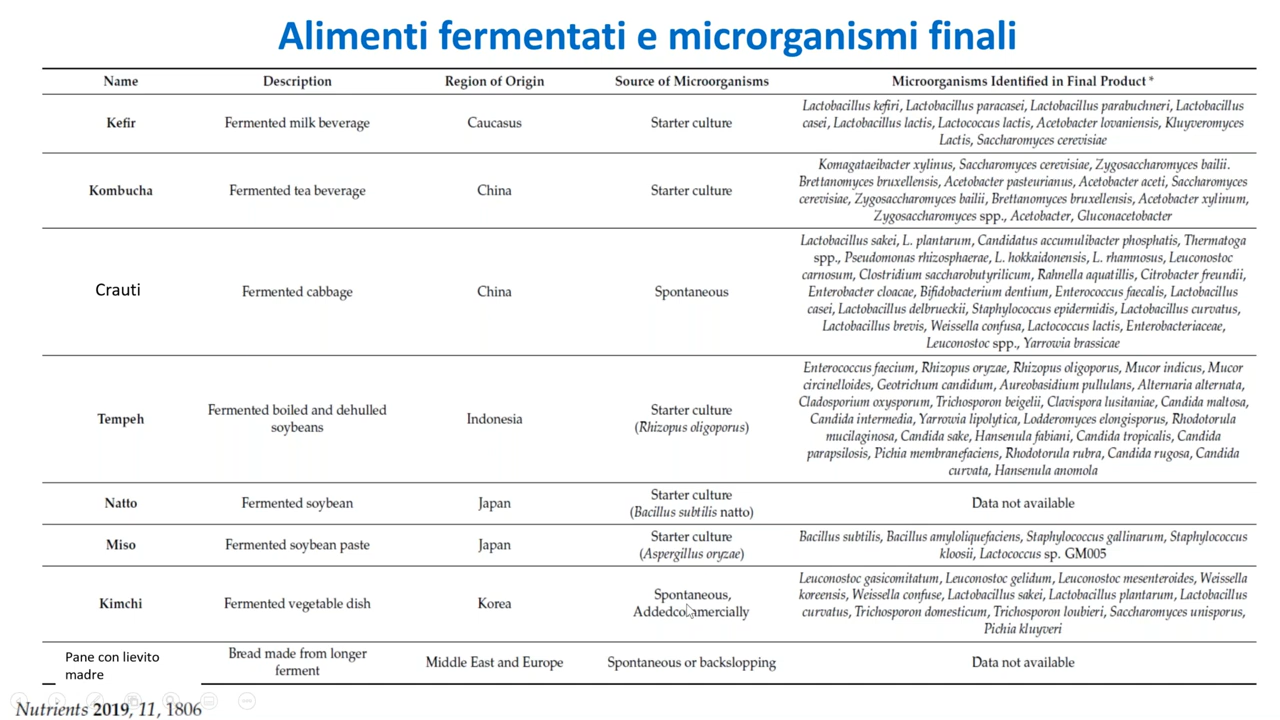 Alimenti fermentati e microrganismi finali
Name Description Region of Origin Source of Microorganisms Microorganisms Identified in Final Product *
Lactobacillus kefiri, Lactobacillus paracasei, Lactobacillus parabuchneri, Lactobacillus
Kefir Fermented milk beverage Caucasus Starter culture casei, Lactobacillus lactis, Lactococcus lactis, Acetobacter lovaniensis, Kluyveromyces
Lactis, Saccharomyces cerevisiae
Komagataeibacter xylinus, Saccharomyces cerevisiae, Zygosaccharomyces bailii.
Kombucha Fermented tea beverage China Starter culture Brettanomyces bruxellensis, Acetobacter pasteurianus, Acetobacter aceti, Saccharomyces
cerevisiae, Zygosaccharomyces bailii, Brettanomyces bruxellensis, Acetobacter xylinum,
Zygosaccharomyces spp., Acetobacter, Gluconacetobacter
Lactobacillus sakei, L. plantarum, Candidatus accumulibacter phosphatis, Thermatoga
spp., Pseudomonas rhizosphaerae, L. hokkaidonensis, L. rhamnosus, Leuconostoc
carnosum, Clostridium saccharobutyrilicum, Rahnella aquatillis, Citrobacter freundii,
Crauti Fermented cabbage China Spontaneous Enterobacter cloacae, Bifidobacterium dentium, Enterococcus faecalis, Lactobacillus
casei, Lactobacillus delbrueckii, Staphylococcus epidermidis, Lactobacillus curvatus,
Lactobacillus brevis, Weissella confusa, Lactococcus lactis, Enterobacteriaceae,
Leuconostoc spp., Yarrowia brassicae
Enterococcus faecium, Rhizopus oryzae, Rhizopus oligoporus, Mucor indicus, Mucor
circinelloides, Geotrichum candidum, Aureobasidium pullulans, Alternaria alternata,
Fermented boiled and dehulled Starter culture Cladosporium oxysporum, Trichosporon beigelii, Clavispora lusitaniae, Candida maltosa,
Tempeh soybeans Indonesia (Rhizopus oligoporus) Candida intermedia, Yarrowia lipolytica, Lodderomyces elongisporus, Rhodotorula
mucilaginosa, Candida sake, Hansenula fabiani, Candida tropicalis, Candida
parapsilosis, Pichia membranefaciens, Rhodotorula rubra, Candida rugosa, Candida
curvata, Hansenula anomola
Natto Fermented soybean Japan Starter culture Data not available
(Bacillus subtilis natto)
Miso Fermented soybean paste Japan Starter culture Bacillus subtilis, Bacillus amyloliquefaciens, Staphylococcus gallinarum, Staphylococcus
(Aspergillus oryzae) kloosii, Lactococcus sp. GM005
Leuconostoc gasicomitatum, Leuconostoc gelidum, Leuconostoc mesenteroides, Weissella
Kimchi Fermented vegetable dish Korea Spontaneous, koreensis, Weissella confuse, Lactobacillus sakei, Lactobacillus plantarum, Lactobacillus
curvatus, Trichosporon domesticum, Trichosporon loubieri, Saccharomyces unisporus,
Pichia kluyveri
Pane con lievito Bread made from longer Middle East and Europe Spontaneous or backslopping Data not available
madre ferment
Nutrients 2019, 11, 1806